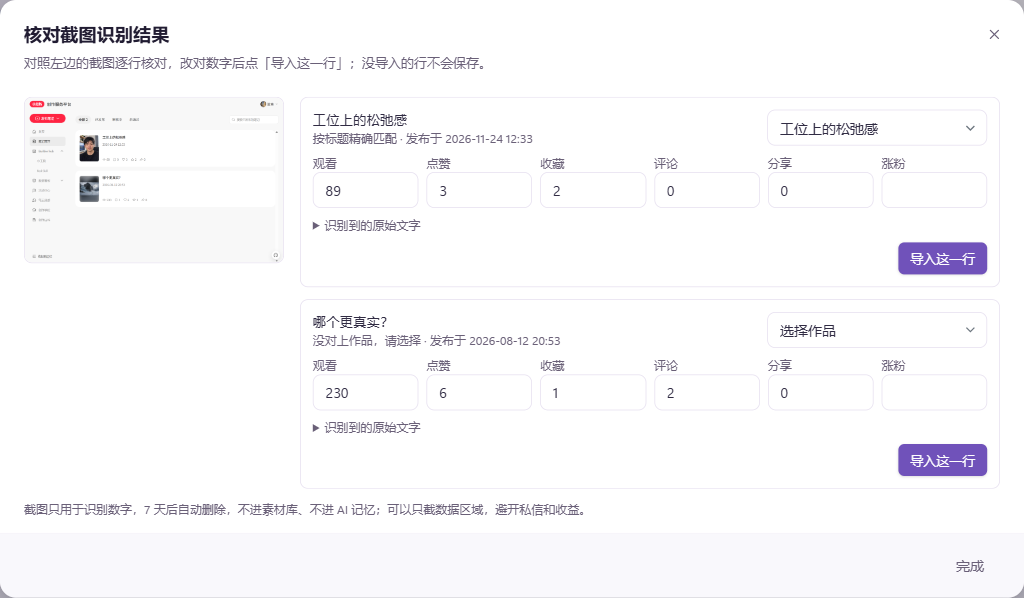 核对截图识别结果
对照左边的截图逐行核对，改对数字后点「导入这一行」；没导入的行不会保存。
工位上的松弛感
按标题精确匹配 · 发布于 2026-11-24 12:33
工位上的松弛感
观看 点赞 收藏 评论 分享 涨粉
89 3 2 0 0
▶ 识别到的原始文字
导入这一行
哪个更真实?
没对上作品，请选择 · 发布于 2026-08-12 20:53
选择作品
观看 点赞 收藏 评论 分享 涨粉
230 6 1 2 0
▶ 识别到的原始文字
导入这一行
截图只用于识别数字，7 天后自动删除，不进素材库、不进 AI 记忆；可以只截数据区域，避开私信和收益。
完成